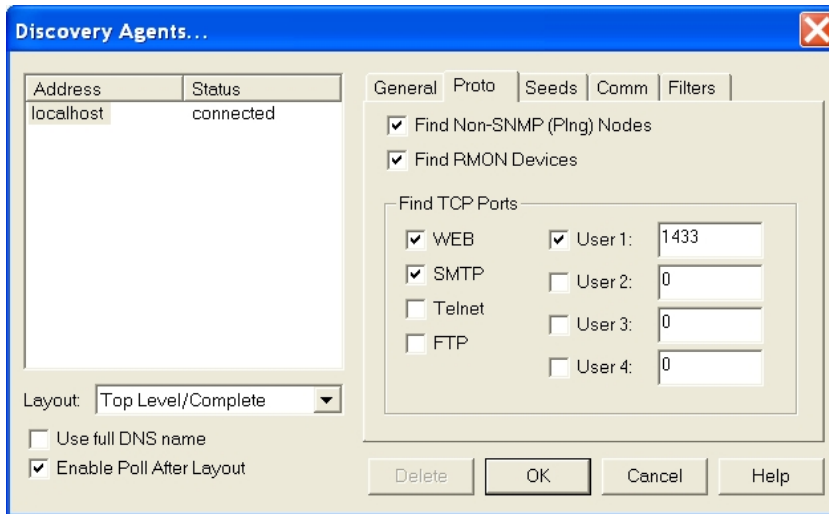 Discovery Agents...
Address Status
localhost connected
Layout: Top Level/Complete
Use full DNS name
Enable Poll After Layout
General Proto Seeds Comm Filters
Find Non-SNMP (PIng) Nodes
Find RMON Devices
Find TCP Ports
WEB User 1: 1433
SMTP User 2: 0
Telnet User 3: 0
FTP User 4: 0
Delete OK Cancel Help